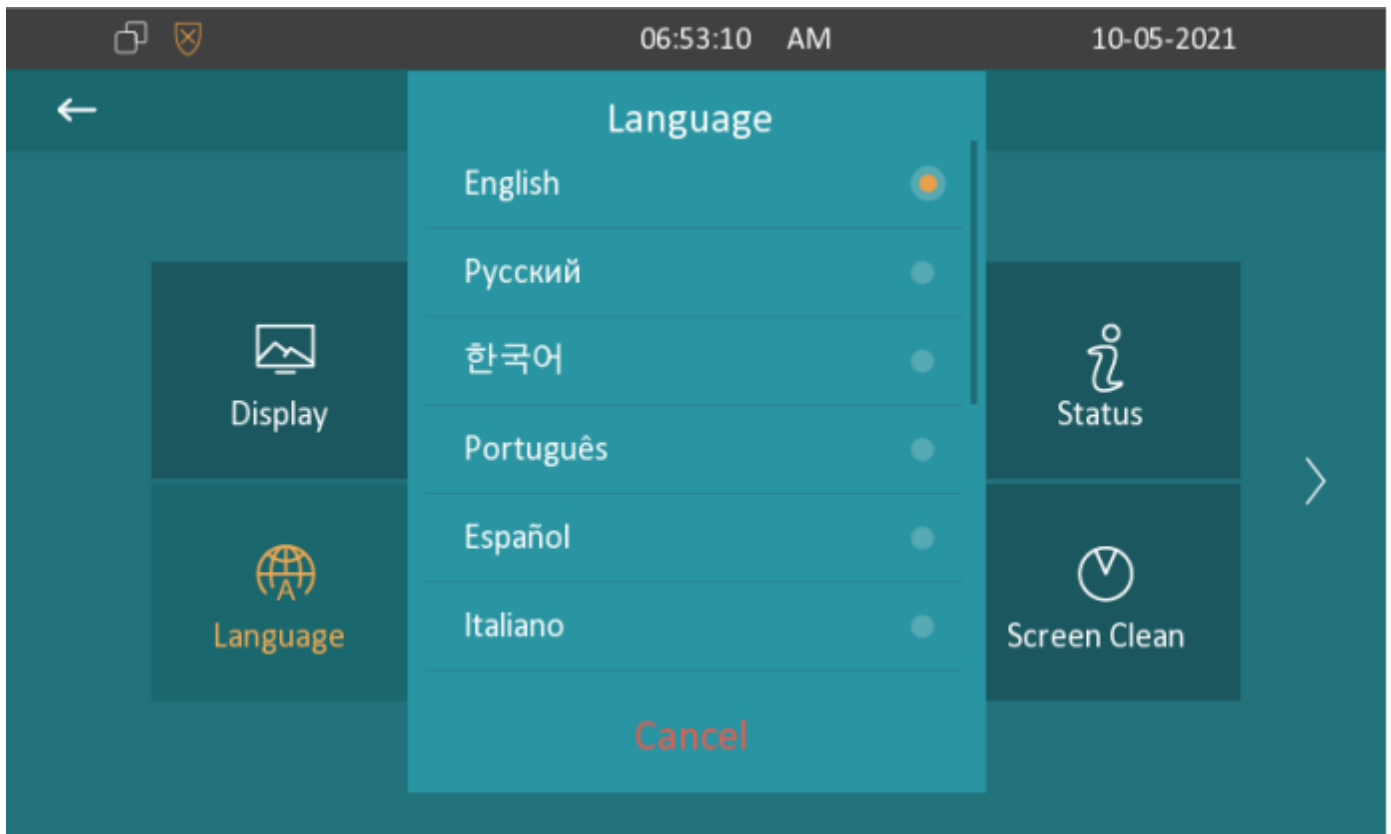 06:53:10 AM 10-05-2021
Language
English
Русский
한국어
Português
Español
Italiano
Cancel
Display
Status
Language
Screen Clean